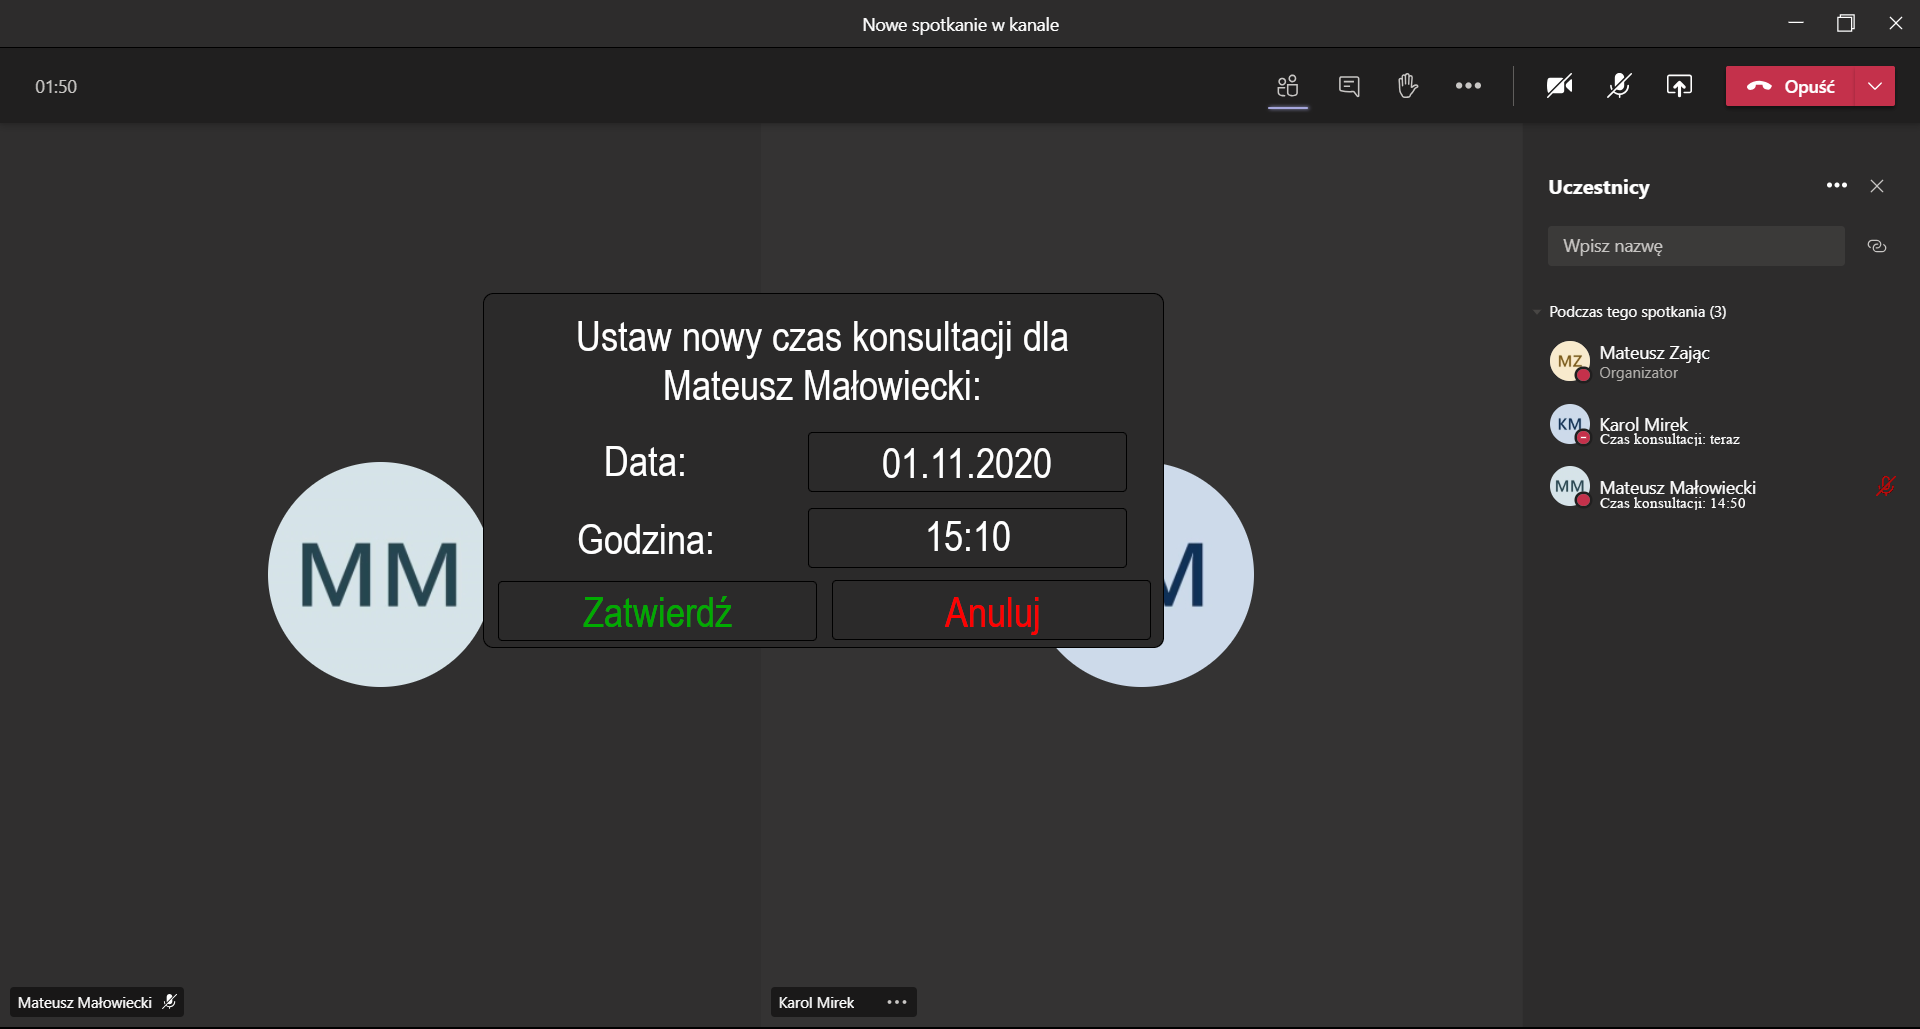 Nowe spotkanie w kanale
01:50
Opuść
Uczestnicy
Wpisz nazwę
Podczas tego spotkania (3)
MZ
Mateusz Zając
Organizator
KM
Karol Mirek
Czas konsultacji: teraz
MM
Mateusz Małowiecki
Czas konsultacji: 14:50
Ustaw nowy czas konsultacji dla
Mateusz Małowiecki:
Data:
01.11.2020
Godzina:
15:10
Zatwierdź
Anuluj
MM
M
Mateusz Małowiecki
Karol Mirek